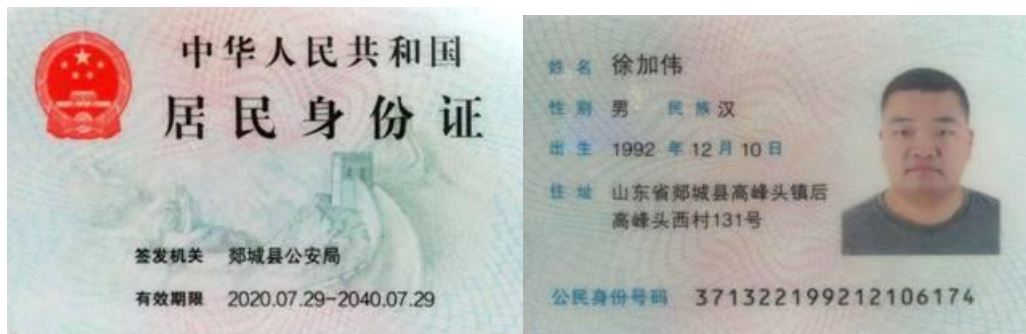 中华人民共和国
居民身份证
签发机关 郯城县公安局
有效期限 2020.07.29-2040.07.29
姓名 徐加伟
性别 男 民族 汉
出生 1992 年 12 月 10 日
住址 山东省郯城县高峰头镇后
高峰头西村131号
公民身份号码 371322199212106174